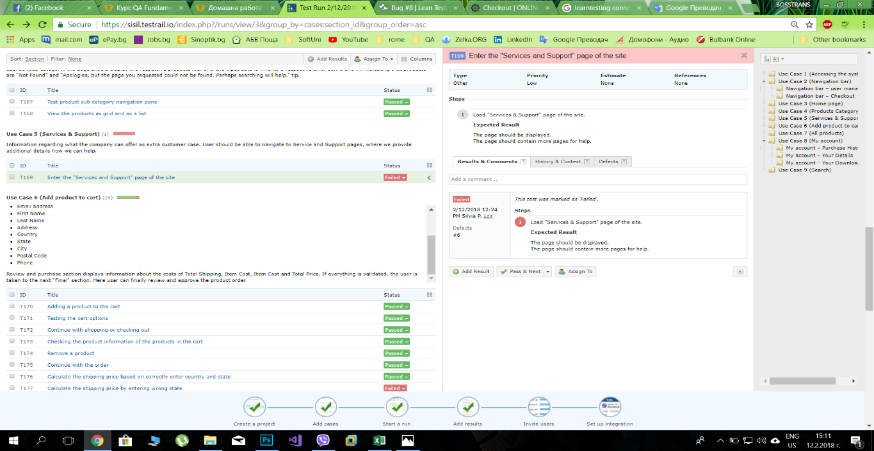 (2) Facebook
Курс QA Fundament
Домашна работа
Test Run 2/12/201
Bug #8 | Lean Testi
Checkout | ONLINE
learntesting connec
Google Преводач
BOSSTRANS
Secure
https://sisil.testrail.io/index.php?/runs/view/3&group_by=cases:section_id&group_order=asc
Apps
mail.com
ePay.bg
Jobs.bg
Sinoptik.bg
АБВ Поща
SoftUni
YouTube
rome
QA
Zelka.ORG
LinkedIn
Google Преводач
Домофони - Аудио
Bulbank Online
Other bookmarks
Sort: Section
Filter: None
Add Results
Assign To
Columns
are "Not Found" and "Apologies, but the page you requested could not be found. Perhaps searching will help." tip.
ID Title Status
T167 Test product sub category navigation pane Passed
View the products as grid and as a list Passed
Use Case 5 (Services & Support) (1)
Information regarding what the company can offer as extra customer case. User should be able to navigate to Service and Support pages, where we provide
additional details how we can help.
ID Title Status
T159 Enter the "Services and Support" page of the site Failed
Use Case 6 (Add product to cart)
Email address
First Name
Last Name
Address
Country
State
City
Postal Code
Phone
Review and purchase section displays information about the costs of Total Shipping, Item Cost, Item Cost and Total Price. If everything is validated, the user is
taken to the next "Final" section. Here user can finally review and approve the product order
ID Title Status
T170 Adding a product to the cart Passed
T171 Testing the cart options Passed
T172 Continue with shopping or checking out Passed
T173 Checking the product information of the products in the cart Passed
T174 Remove a product Passed
T175 Continue with the order Passed
T176 Calculate the shipping price based on correctly enter country and state Passed
T177 Calculate the shipping price by entering wrong state Failed
T159 Enter the "Services and Support" page of the site
Type Priority Estimate References
Other Low None None
Steps
1 Load "Services & Support" page of the site.
Expected Result
The page should be displayed.
The page should contain more pages for help.
Results & Comments
History & Context
Defects
Add a comment ..
Failed
This test was marked as 'Failed'.
2/12/2018 12:24
PM Silvia P. Edit
Defects
#6
Steps
1 Load "Services & Support" page of the site.
Expected Result
The page should be displayed.
The page should contain more pages for help.
Add Result
Pass & Next
Assign To
All
Use Case 1 (Accessing the syst
Use Case 2 (Navigation bar)
Navigation bar - user mana
Navigation bar - Checkout
Use Case 3 (Home page)
Use Case 4 (Products Category
Use Case 5 (Services & Suppor
Use Case 6 (Add product to car
Use Case 7 (All products)
Use Case 8 (My account)
My account - Purchase Hist
My account - Your Details
My account - Your Downloa
Use Case 9 (Search)
Create a project
Add cases
Start a run
Add results
Invite users
Set up integration
ENG
US
15:11
12.2.2018 г.